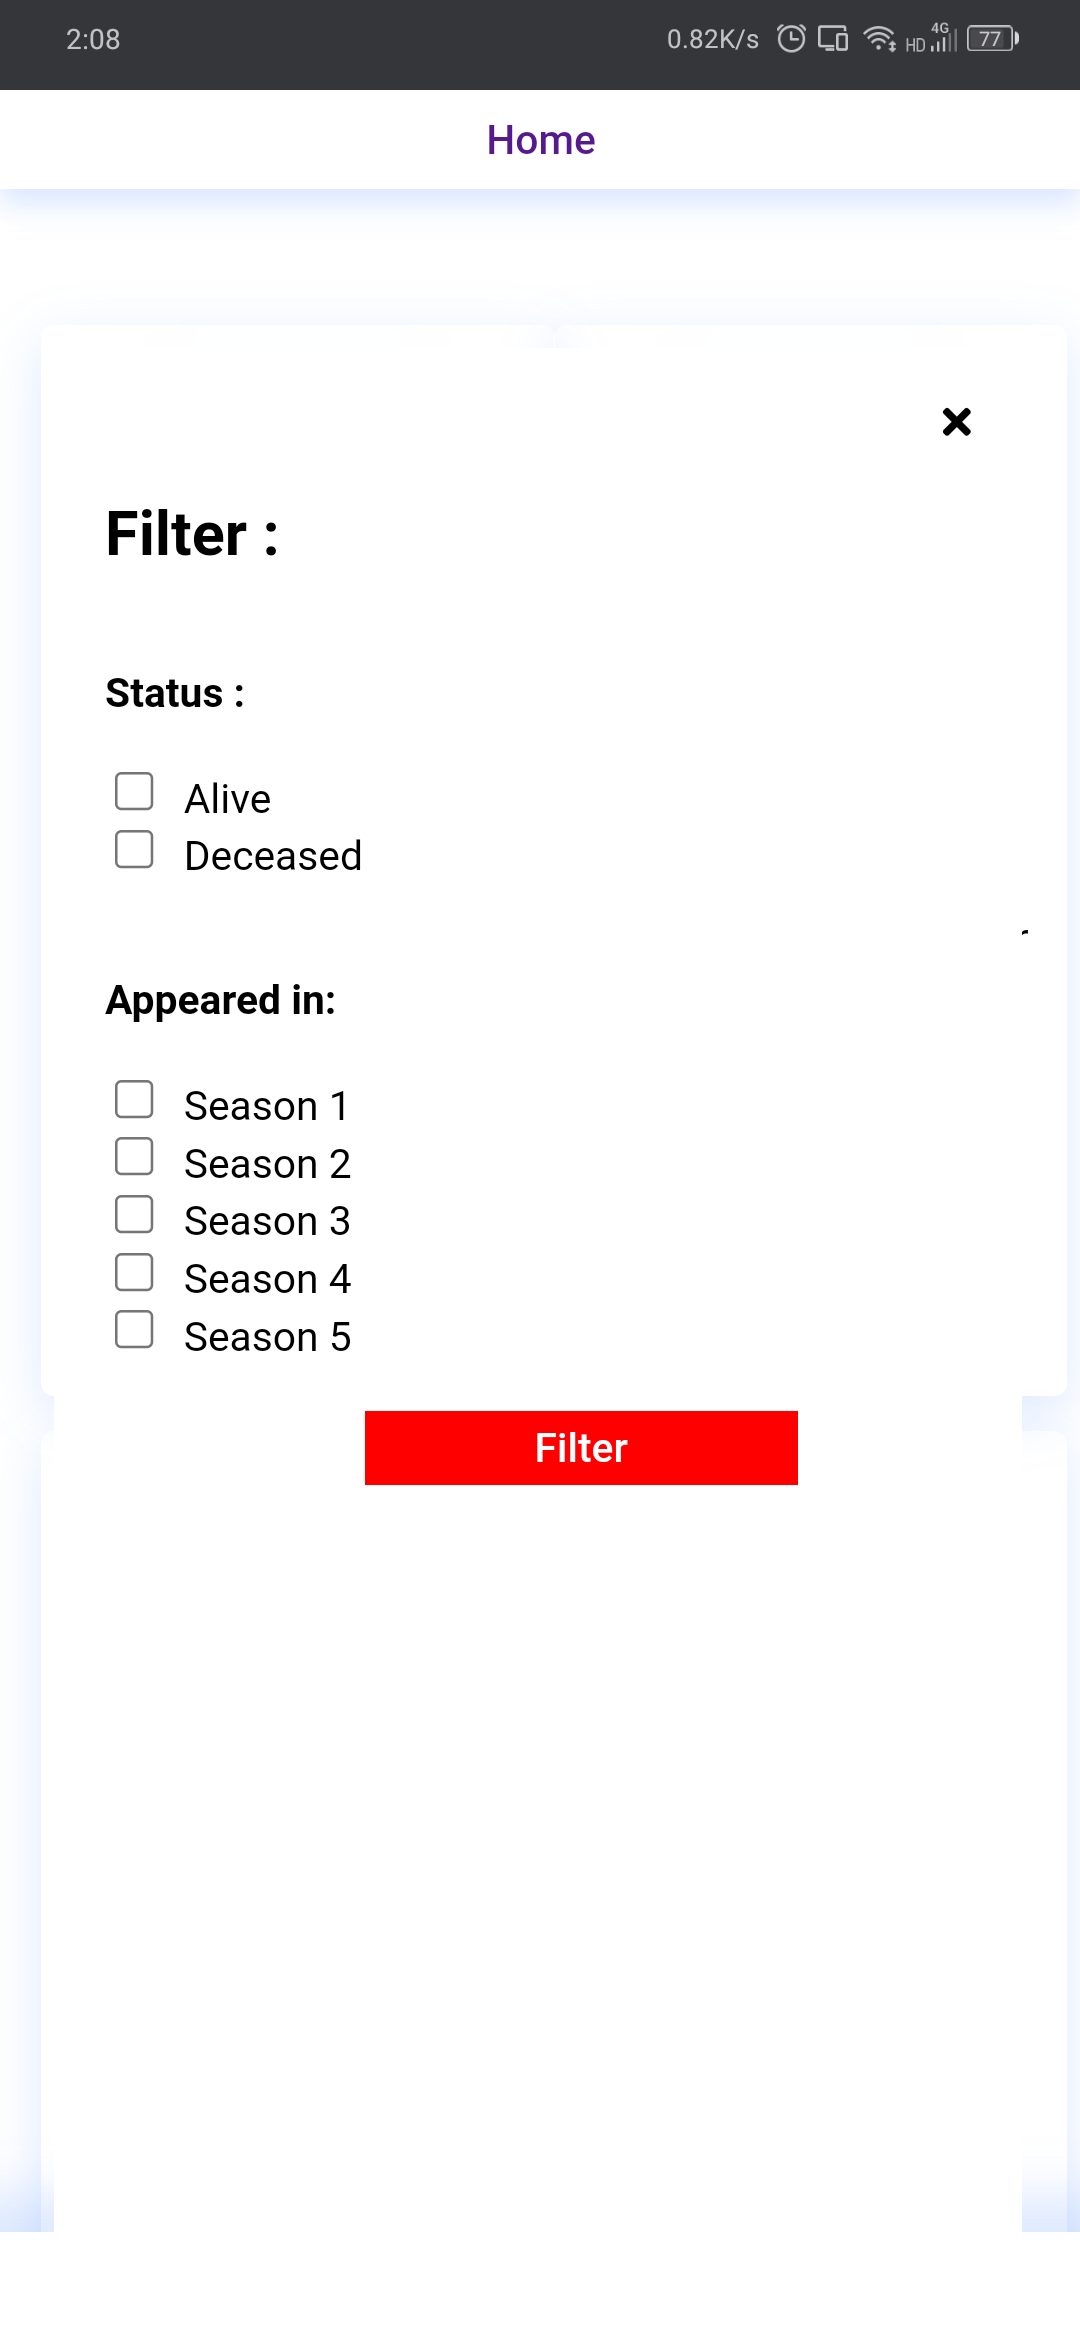 2:08
0.82K/s HD 4G 77
Home
Filter :
Status :
Alive
Deceased
Appeared in:
Season 1
Season 2
Season 3
Season 4
Season 5
Filter